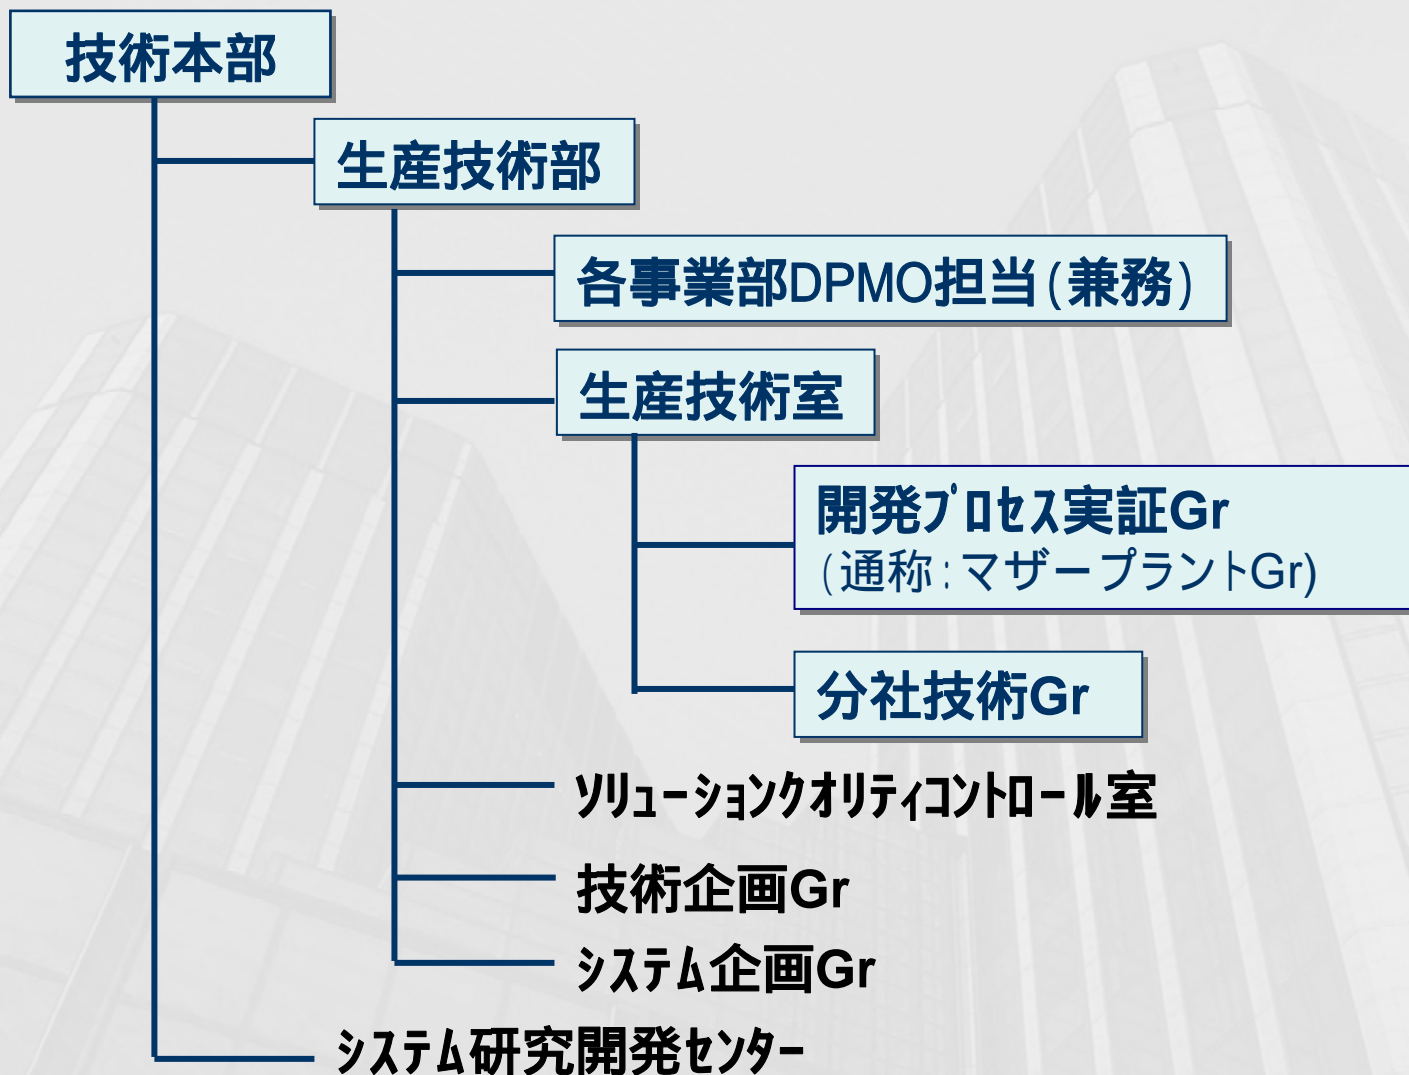 技術本部
生産技術部
各事業部DPMO担当(兼務)
生産技術室
開発ﾌﾟﾛｾｽ実証Gr
(通称:マザープラントGr)
分社技術Gr
ｿﾘｭｰｼｮﾝｸｵﾘﾃｨｺﾝﾄﾛｰﾙ室
技術企画Gr
ｼｽﾃﾑ企画Gr
ｼｽﾃﾑ研究開発ｾﾝﾀｰ